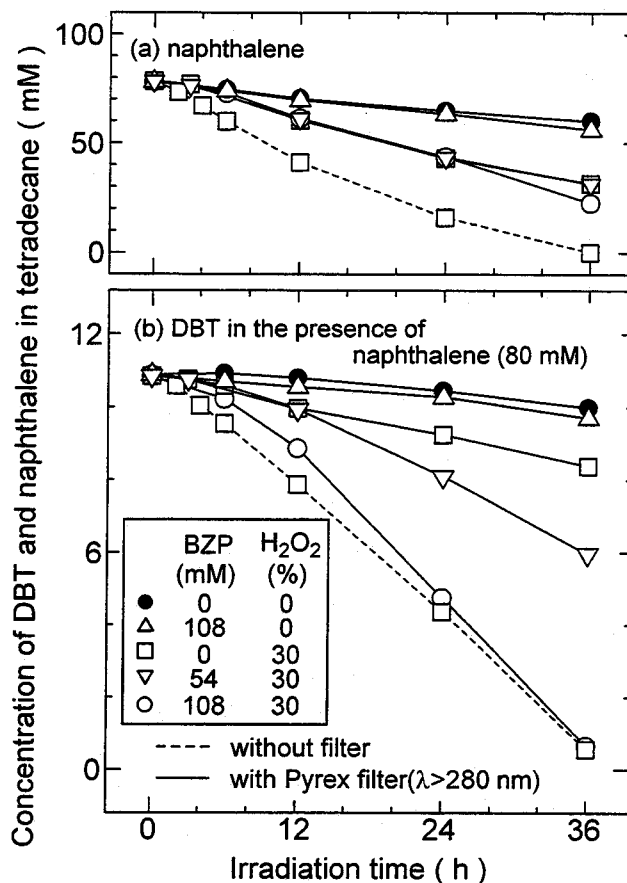 Concentration of DBT and naphthalene in tetradecane ( mM )
100
(a) naphthalene
50
0
12
(b) DBT in the presence of
naphthalene (80 mM)
6
BZP H₂O₂
(mM) (%)
● 0 0
△ 108 0
□ 0 30
▽ 54 30
○ 108 30
without filter
with Pyrex filter(λ>280 nm)
0
0 12 24 36
Irradiation time ( h )